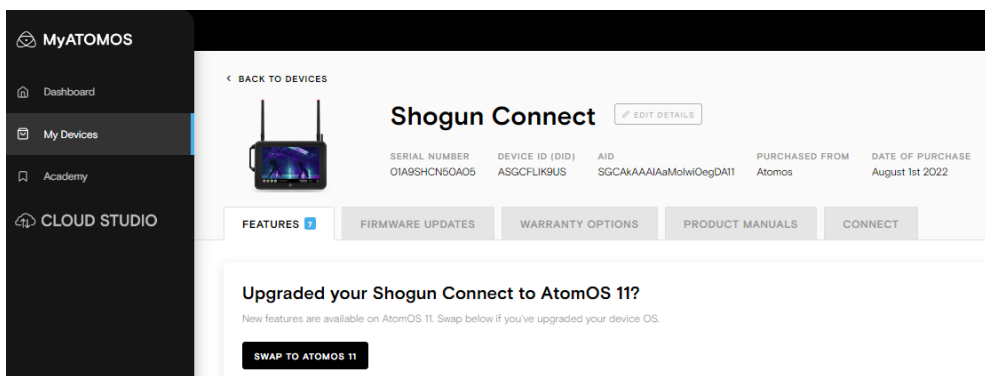 MyATOMOS
Dashboard
My Devices
Academy
CLOUD STUDIO
< BACK TO DEVICES
Shogun Connect
EDIT DETAILS
SERIAL NUMBER DEVICE ID (DID) AID PURCHASED FROM DATE OF PURCHASE
01A9SHCN50A05 ASGCFLIK9US SGCAkAAAIAaMolwiOegDA11 Atomos August 1st 2022
FEATURES 7 FIRMWARE UPDATES WARRANTY OPTIONS PRODUCT MANUALS CONNECT
Upgraded your Shogun Connect to AtomOS 11?
New features are available on AtomOS 11. Swap below if you've upgraded your device OS.
SWAP TO ATOMOS 11